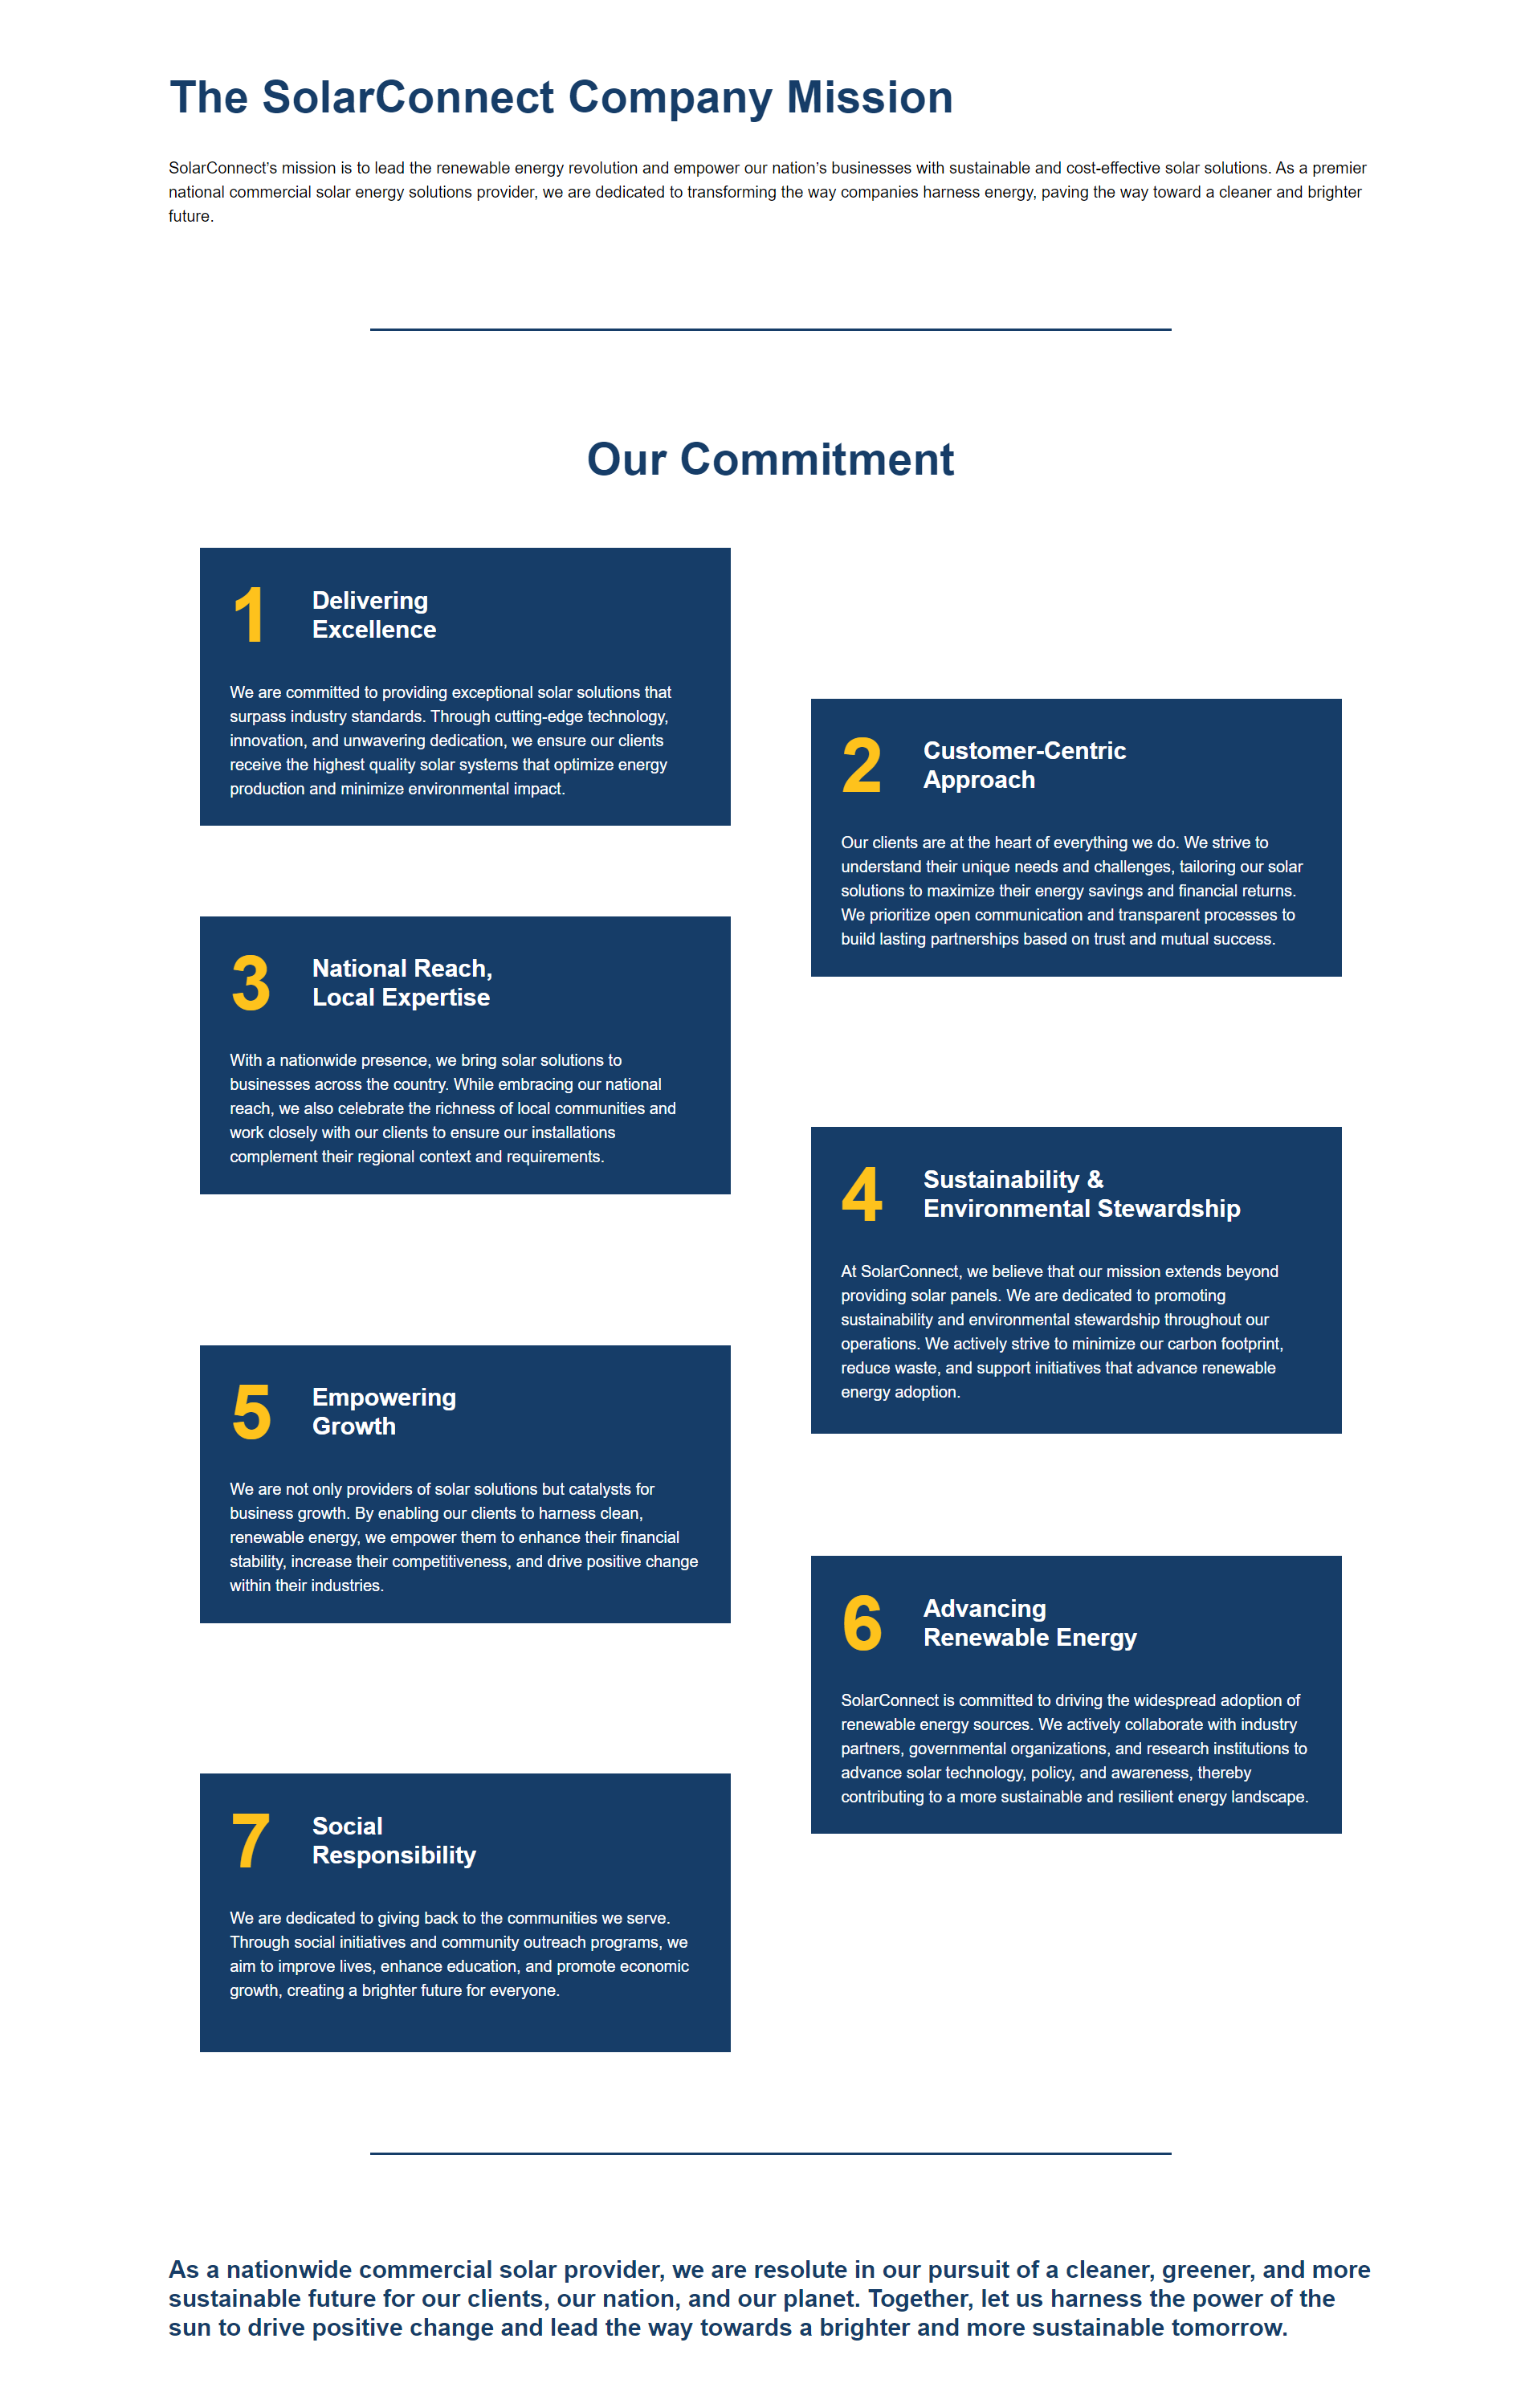 The SolarConnect Company Mission
SolarConnect’s mission is to lead the renewable energy revolution and empower our nation’s businesses with sustainable and cost-effective solar solutions. As a premier
national commercial solar energy solutions provider, we are dedicated to transforming the way companies harness energy, paving the way toward a cleaner and brighter
future.
Our Commitment
1
Delivering
Excellence
We are committed to providing exceptional solar solutions that
surpass industry standards. Through cutting-edge technology,
innovation, and unwavering dedication, we ensure our clients
receive the highest quality solar systems that optimize energy
production and minimize environmental impact.
2
Customer-Centric
Approach
Our clients are at the heart of everything we do. We strive to
understand their unique needs and challenges, tailoring our solar
solutions to maximize their energy savings and financial returns.
We prioritize open communication and transparent processes to
build lasting partnerships based on trust and mutual success.
3
National Reach,
Local Expertise
With a nationwide presence, we bring solar solutions to
businesses across the country. While embracing our national
reach, we also celebrate the richness of local communities and
work closely with our clients to ensure our installations
complement their regional context and requirements.
4
Sustainability &
Environmental Stewardship
At SolarConnect, we believe that our mission extends beyond
providing solar panels. We are dedicated to promoting
sustainability and environmental stewardship throughout our
operations. We actively strive to minimize our carbon footprint,
reduce waste, and support initiatives that advance renewable
energy adoption.
5
Empowering
Growth
We are not only providers of solar solutions but catalysts for
business growth. By enabling our clients to harness clean,
renewable energy, we empower them to enhance their financial
stability, increase their competitiveness, and drive positive change
within their industries.
6
Advancing
Renewable Energy
SolarConnect is committed to driving the widespread adoption of
renewable energy sources. We actively collaborate with industry
partners, governmental organizations, and research institutions to
advance solar technology, policy, and awareness, thereby
contributing to a more sustainable and resilient energy landscape.
7
Social
Responsibility
We are dedicated to giving back to the communities we serve.
Through social initiatives and community outreach programs, we
aim to improve lives, enhance education, and promote economic
growth, creating a brighter future for everyone.
As a nationwide commercial solar provider, we are resolute in our pursuit of a cleaner, greener, and more
sustainable future for our clients, our nation, and our planet. Together, let us harness the power of the
sun to drive positive change and lead the way towards a brighter and more sustainable tomorrow.